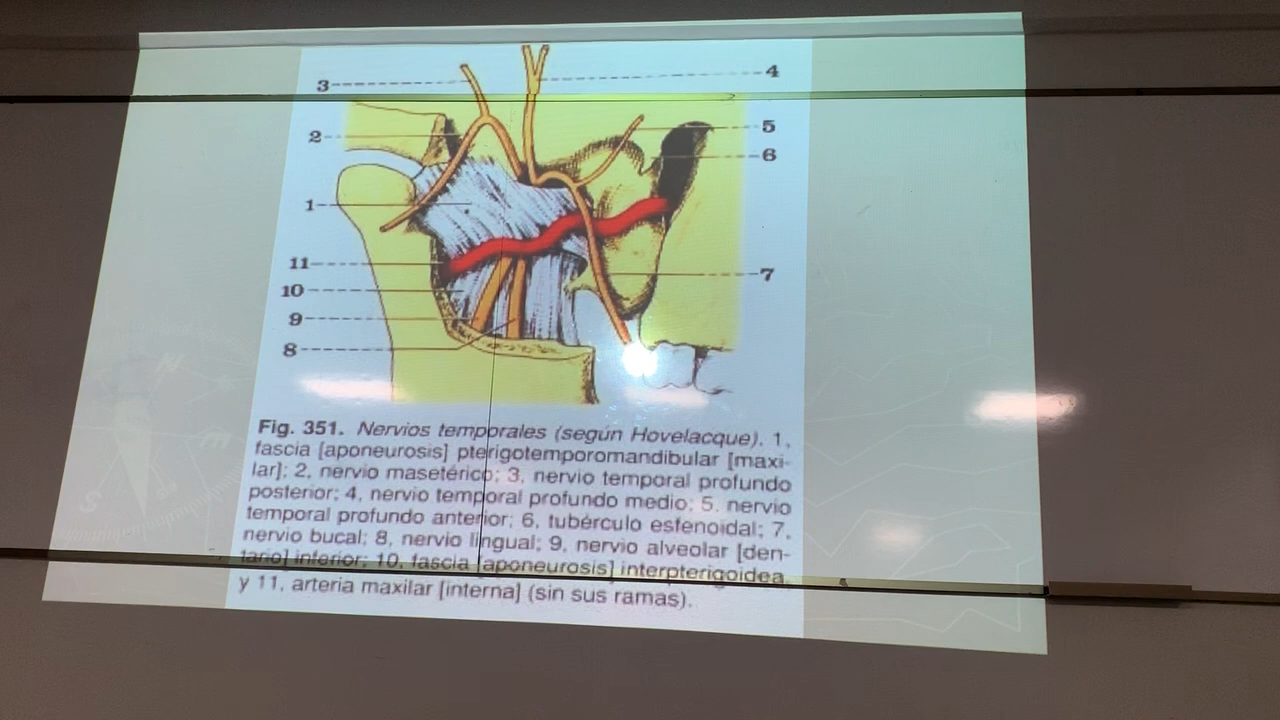 3
4
2
5
6
1
11
7
10
9
8
Fig. 351. Nervios temporales (según Hovelacque). 1,
fascia [aponeurosis] pterigotemporomandibular [maxi-
lar]; 2, nervio masetérico; 3, nervio temporal profundo
posterior; 4, nervio temporal profundo medio; 5, nervio
temporal profundo anterior; 6, tubérculo esfenoidal; 7,
nervio bucal; 8, nervio lingual; 9, nervio alveolar [den-
tario] inferior; 10, fascia [aponeurosis] interpterigoidea,
y 11, arteria maxilar [interna] (sin sus ramas).